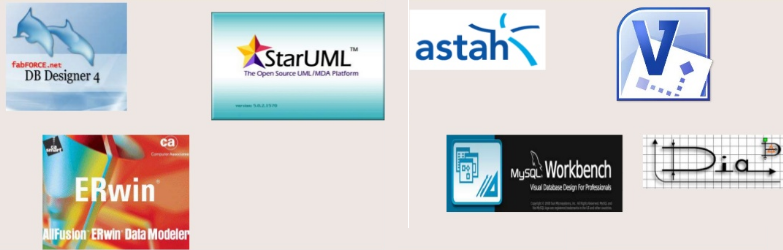 fabFORCE.net
DB Designer 4
StarUML™
The Open Source UML/MDA Platform
astah
V
ca
ERwin®
AllFusion® ERwin® Data Modeler
MySQL® Workbench
Visual Database Design For Professionals
Dia